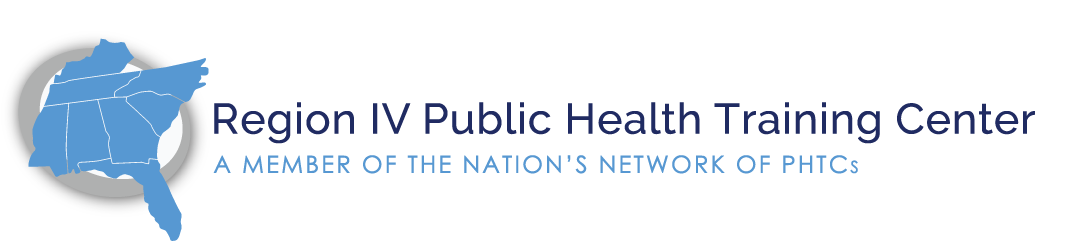 Region IV Public Health Training Center
A MEMBER OF THE NATION’S NETWORK OF PHTCs